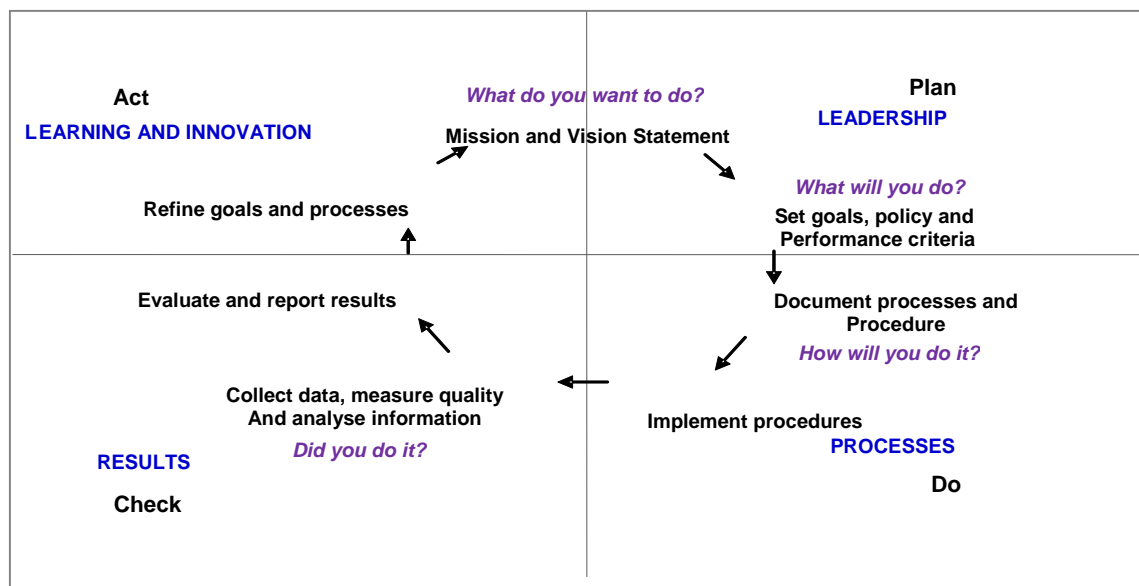 Act
LEARNING AND INNOVATION
What do you want to do?
Mission and Vision Statement
Plan
LEADERSHIP
What will you do?
Set goals, policy and
Performance criteria
Refine goals and processes
Evaluate and report results
Document processes and
Procedure
How will you do it?
Collect data, measure quality
And analyse information
Did you do it?
Implement procedures
PROCESSES
Do
RESULTS
Check